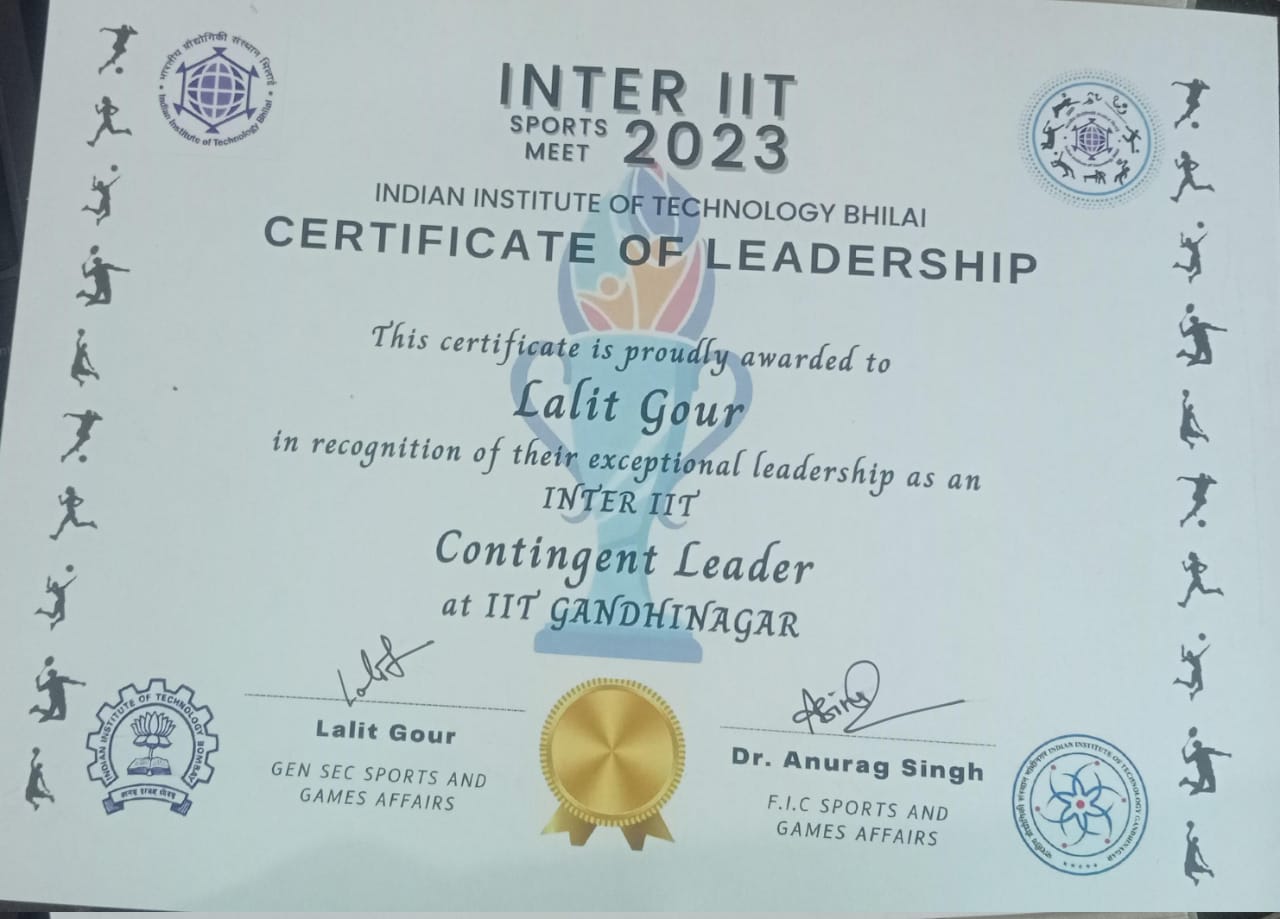 भारतीय प्रौद्योगिकी संस्थान भिलाई
Indian Institute of Technology Bhilai
INTER IIT
SPORTS MEET 2023
INDIAN INSTITUTE OF TECHNOLOGY BHILAI
CERTIFICATE OF LEADERSHIP
This certificate is proudly awarded to
Lalit Gour
in recognition of their exceptional leadership as an
INTER IIT
Contingent Leader
at IIT GANDHINAGAR
Lalit
Lalit Gour
GEN SEC SPORTS AND
GAMES AFFAIRS
ASingh
Dr. Anurag Singh
F.I.C SPORTS AND
GAMES AFFAIRS
INDIAN INSTITUTE OF TECHNOLOGY BOMBAY
भारतीय प्रौद्योगिकी संस्थान गांधीनगर
INDIAN INSTITUTE OF TECHNOLOGY GANDHINAGAR